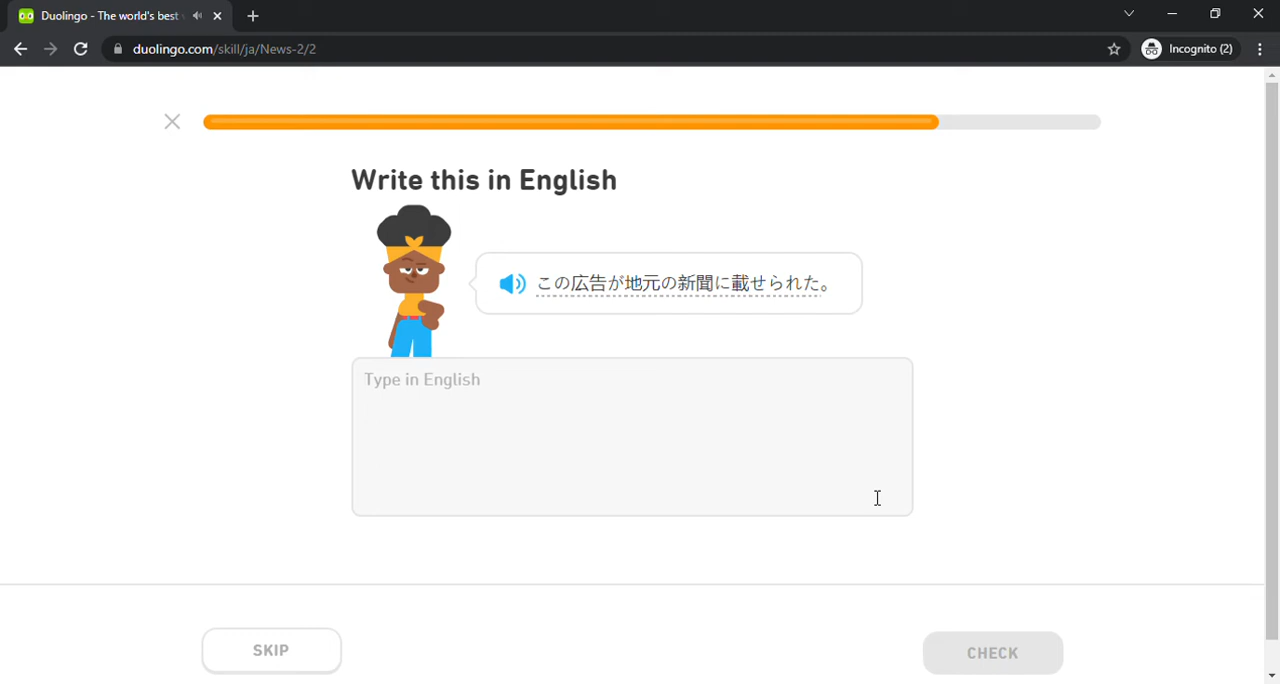 Duolingo - The world's best
duolingo.com/skill/ja/News-2/2
Incognito (2)
Write this in English
この広告が地元の新聞に載せられた。
Type in English
SKIP
CHECK